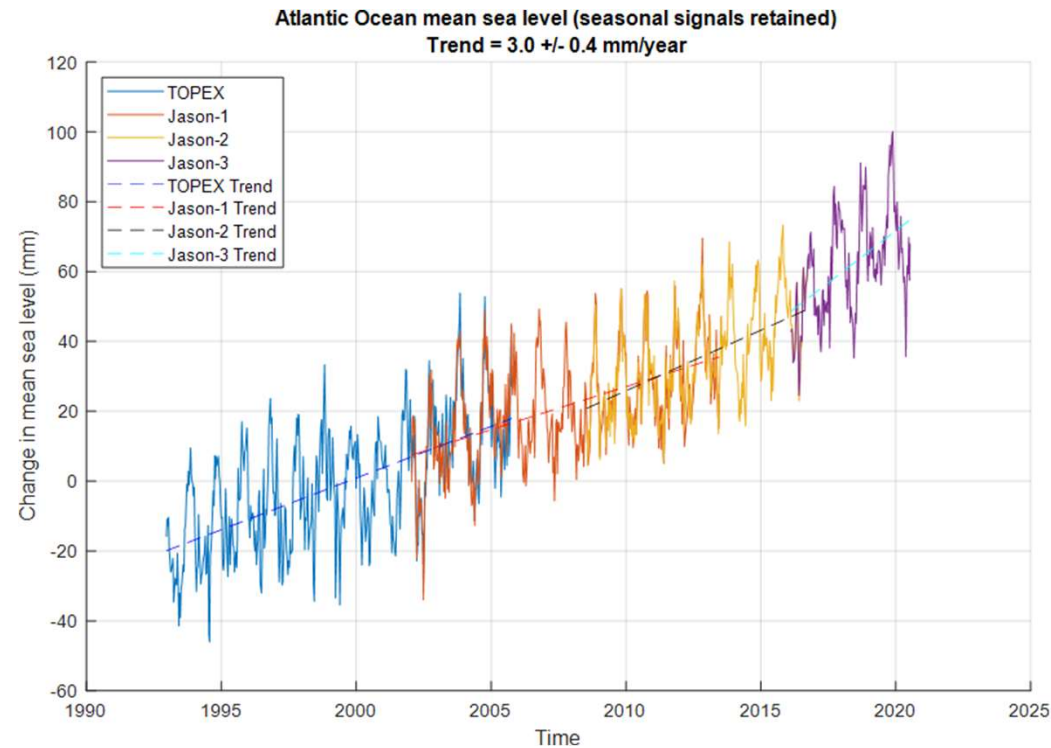 Atlantic Ocean mean sea level (seasonal signals retained)
Trend = 3.0 +/- 0.4 mm/year
120
100
80
60
40
20
0
-20
-40
-60
Change in mean sea level (mm)
TOPEX
Jason-1
Jason-2
Jason-3
TOPEX Trend
Jason-1 Trend
Jason-2 Trend
Jason-3 Trend
1990
1995
2000
2005
2010
2015
2020
2025
Time